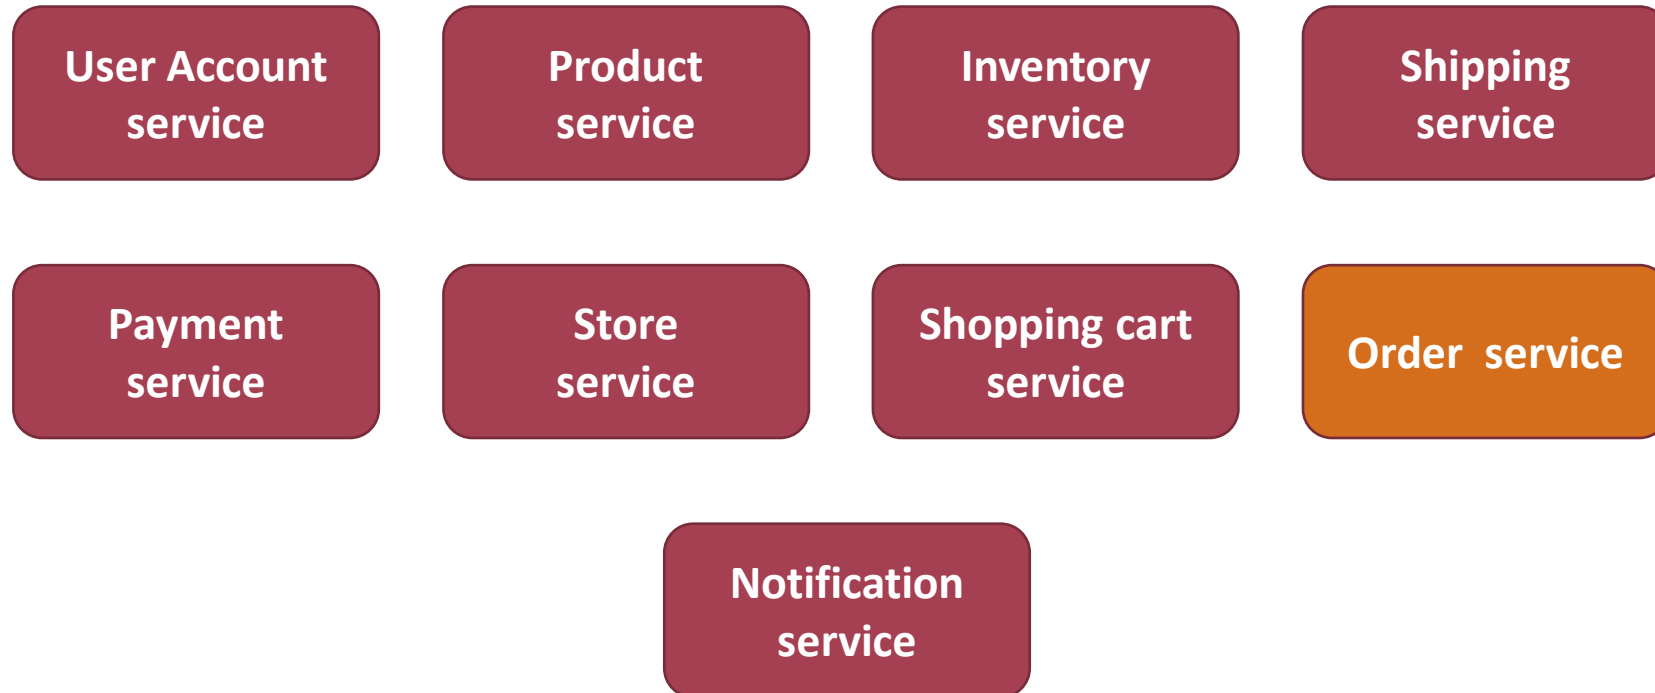 User Account
service
Product
service
Inventory
service
Shipping
service
Payment
service
Store
service
Shopping cart
service
Order  service
Notification
service